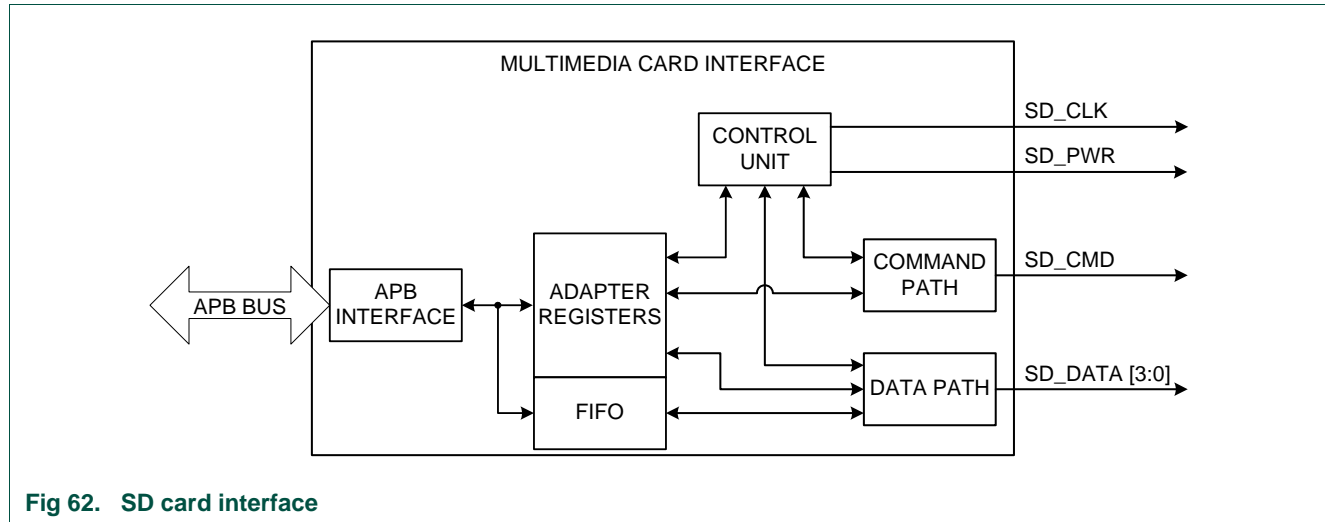 MULTIMEDIA CARD INTERFACE
CONTROL
UNIT
SD_CLK
SD_PWR
APB BUS
APB
INTERFACE
ADAPTER
REGISTERS
FIFO
COMMAND
PATH
SD_CMD
DATA PATH
SD_DATA [3:0]
Fig 62. SD card interface